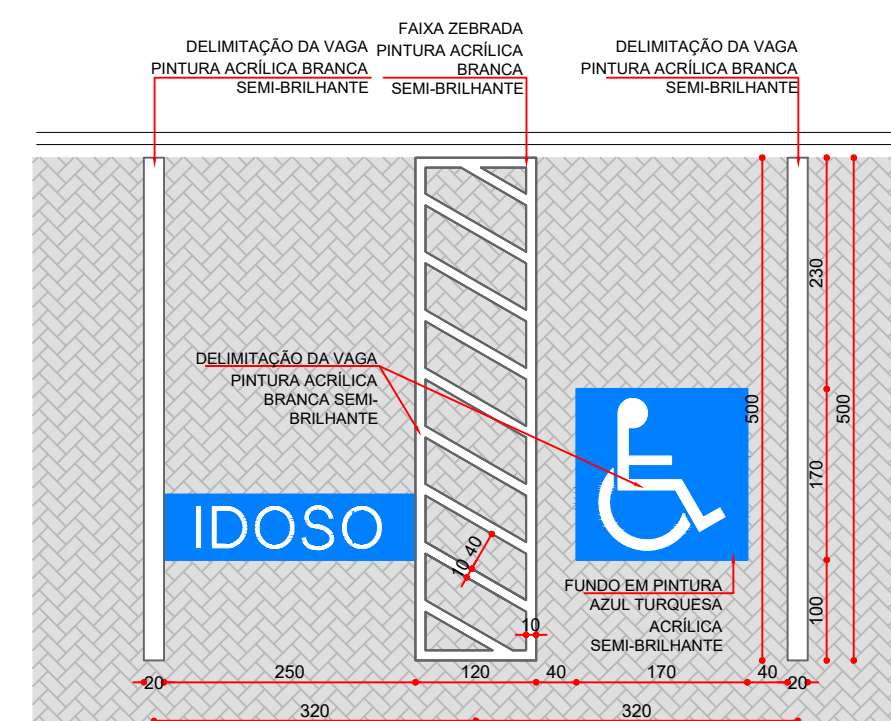 DELIMITAÇÃO DA VAGA
PINTURA ACRÍLICA BRANCA
SEMI-BRILHANTE
FAIXA ZEBRADA
PINTURA ACRÍLICA
BRANCA
SEMI-BRILHANTE
DELIMITAÇÃO DA VAGA
PINTURA ACRÍLICA BRANCA
SEMI-BRILHANTE
DELIMITAÇÃO DA VAGA
PINTURA ACRÍLICA
BRANCA SEMI-
BRILHANTE
IDOSO
10 40
10
FUNDO EM PINTURA
AZUL TURQUESA
ACRÍLICA
SEMI-BRILHANTE
500
230
170
100
500
20
250
120
40
170
40
20
320
320